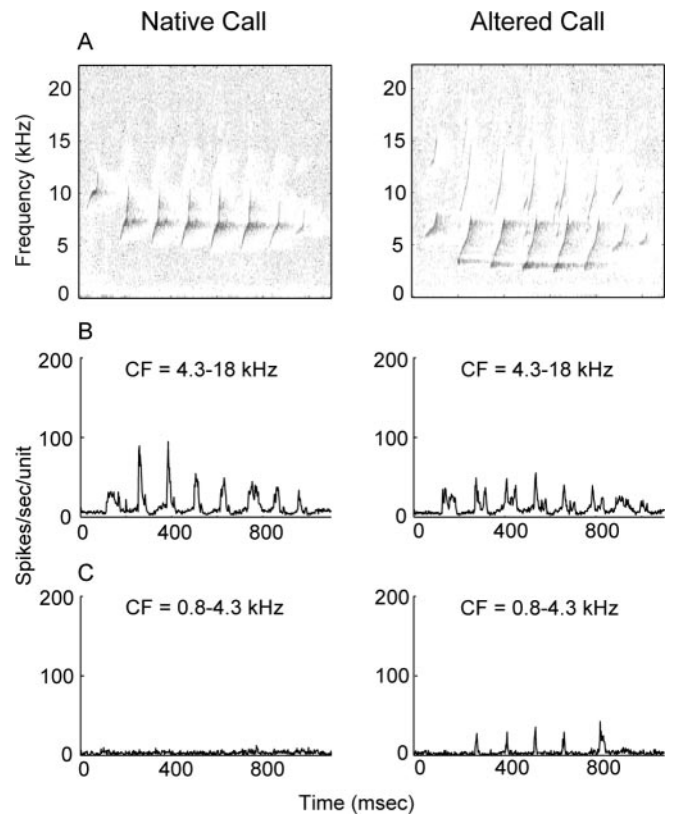 Native Call
Altered Call
A
Frequency (kHz)
20
15
10
5
0
20
15
10
5
0
B
Spikes/sec/unit
200
100
0
CF = 4.3-18 kHz
200
100
0
CF = 4.3-18 kHz
0 400 800
0 400 800
C
200
100
0
CF = 0.8-4.3 kHz
200
100
0
CF = 0.8-4.3 kHz
0 400 800
0 400 800
Time (msec)